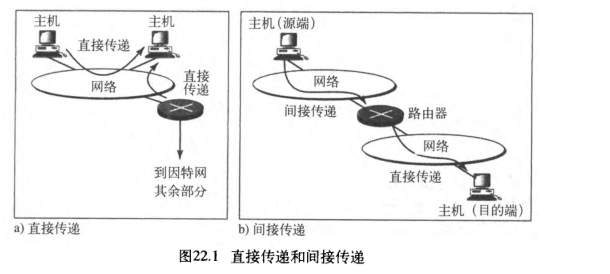 主机
主机
直接传递
直接
传递
网络
到因特网
其余部分
a) 直接传递
主机(源端)
网络
间接传递
路由器
网络
直接传递
主机（目的端）
b) 间接传递
图22.1 直接传递和间接传递